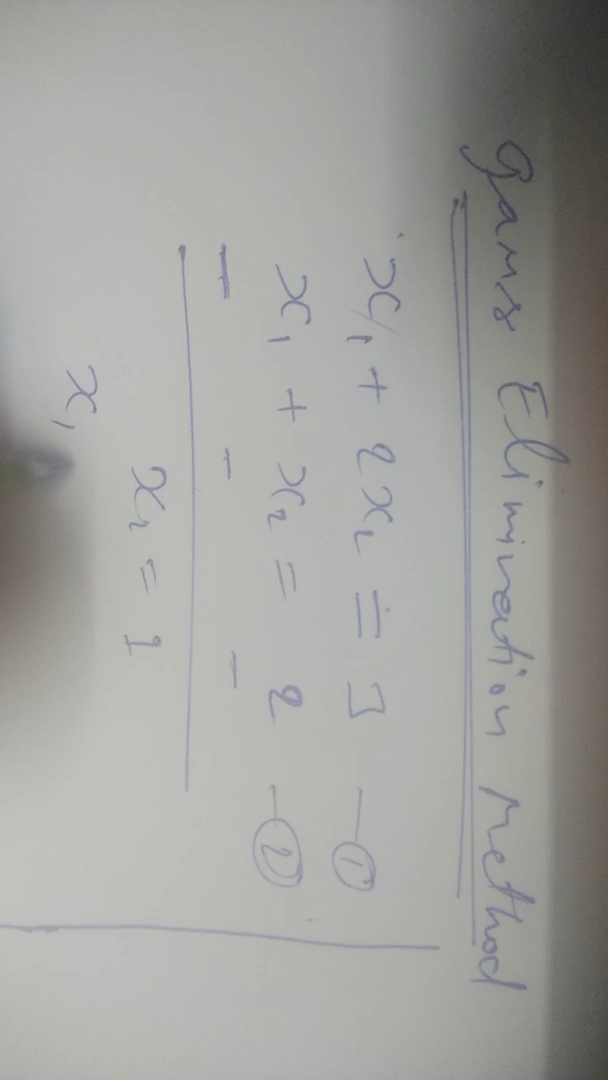 Gauss Elimination Method
x₁ + 2x₂ = 3 — ①
x₁ + x₂ = 2 — ②
— — —
x₂ = 1
x₁